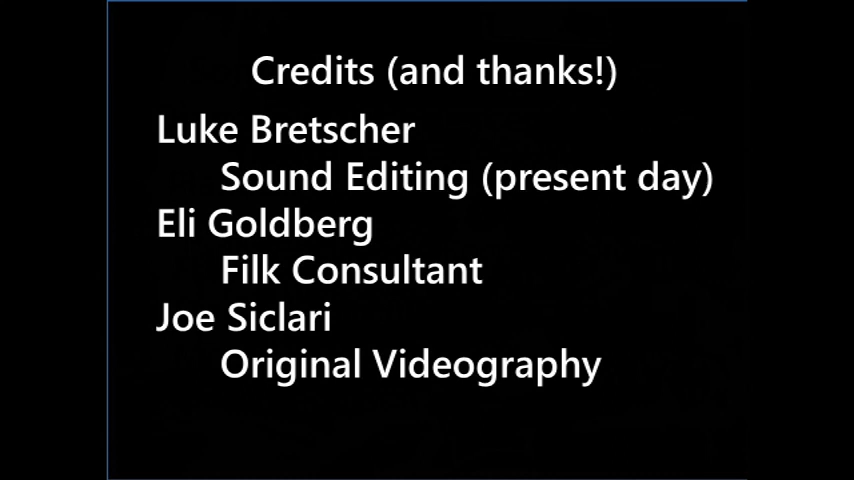 Credits (and thanks!)
Luke Bretscher
Sound Editing (present day)
Eli Goldberg
Filk Consultant
Joe Siclari
Original Videography